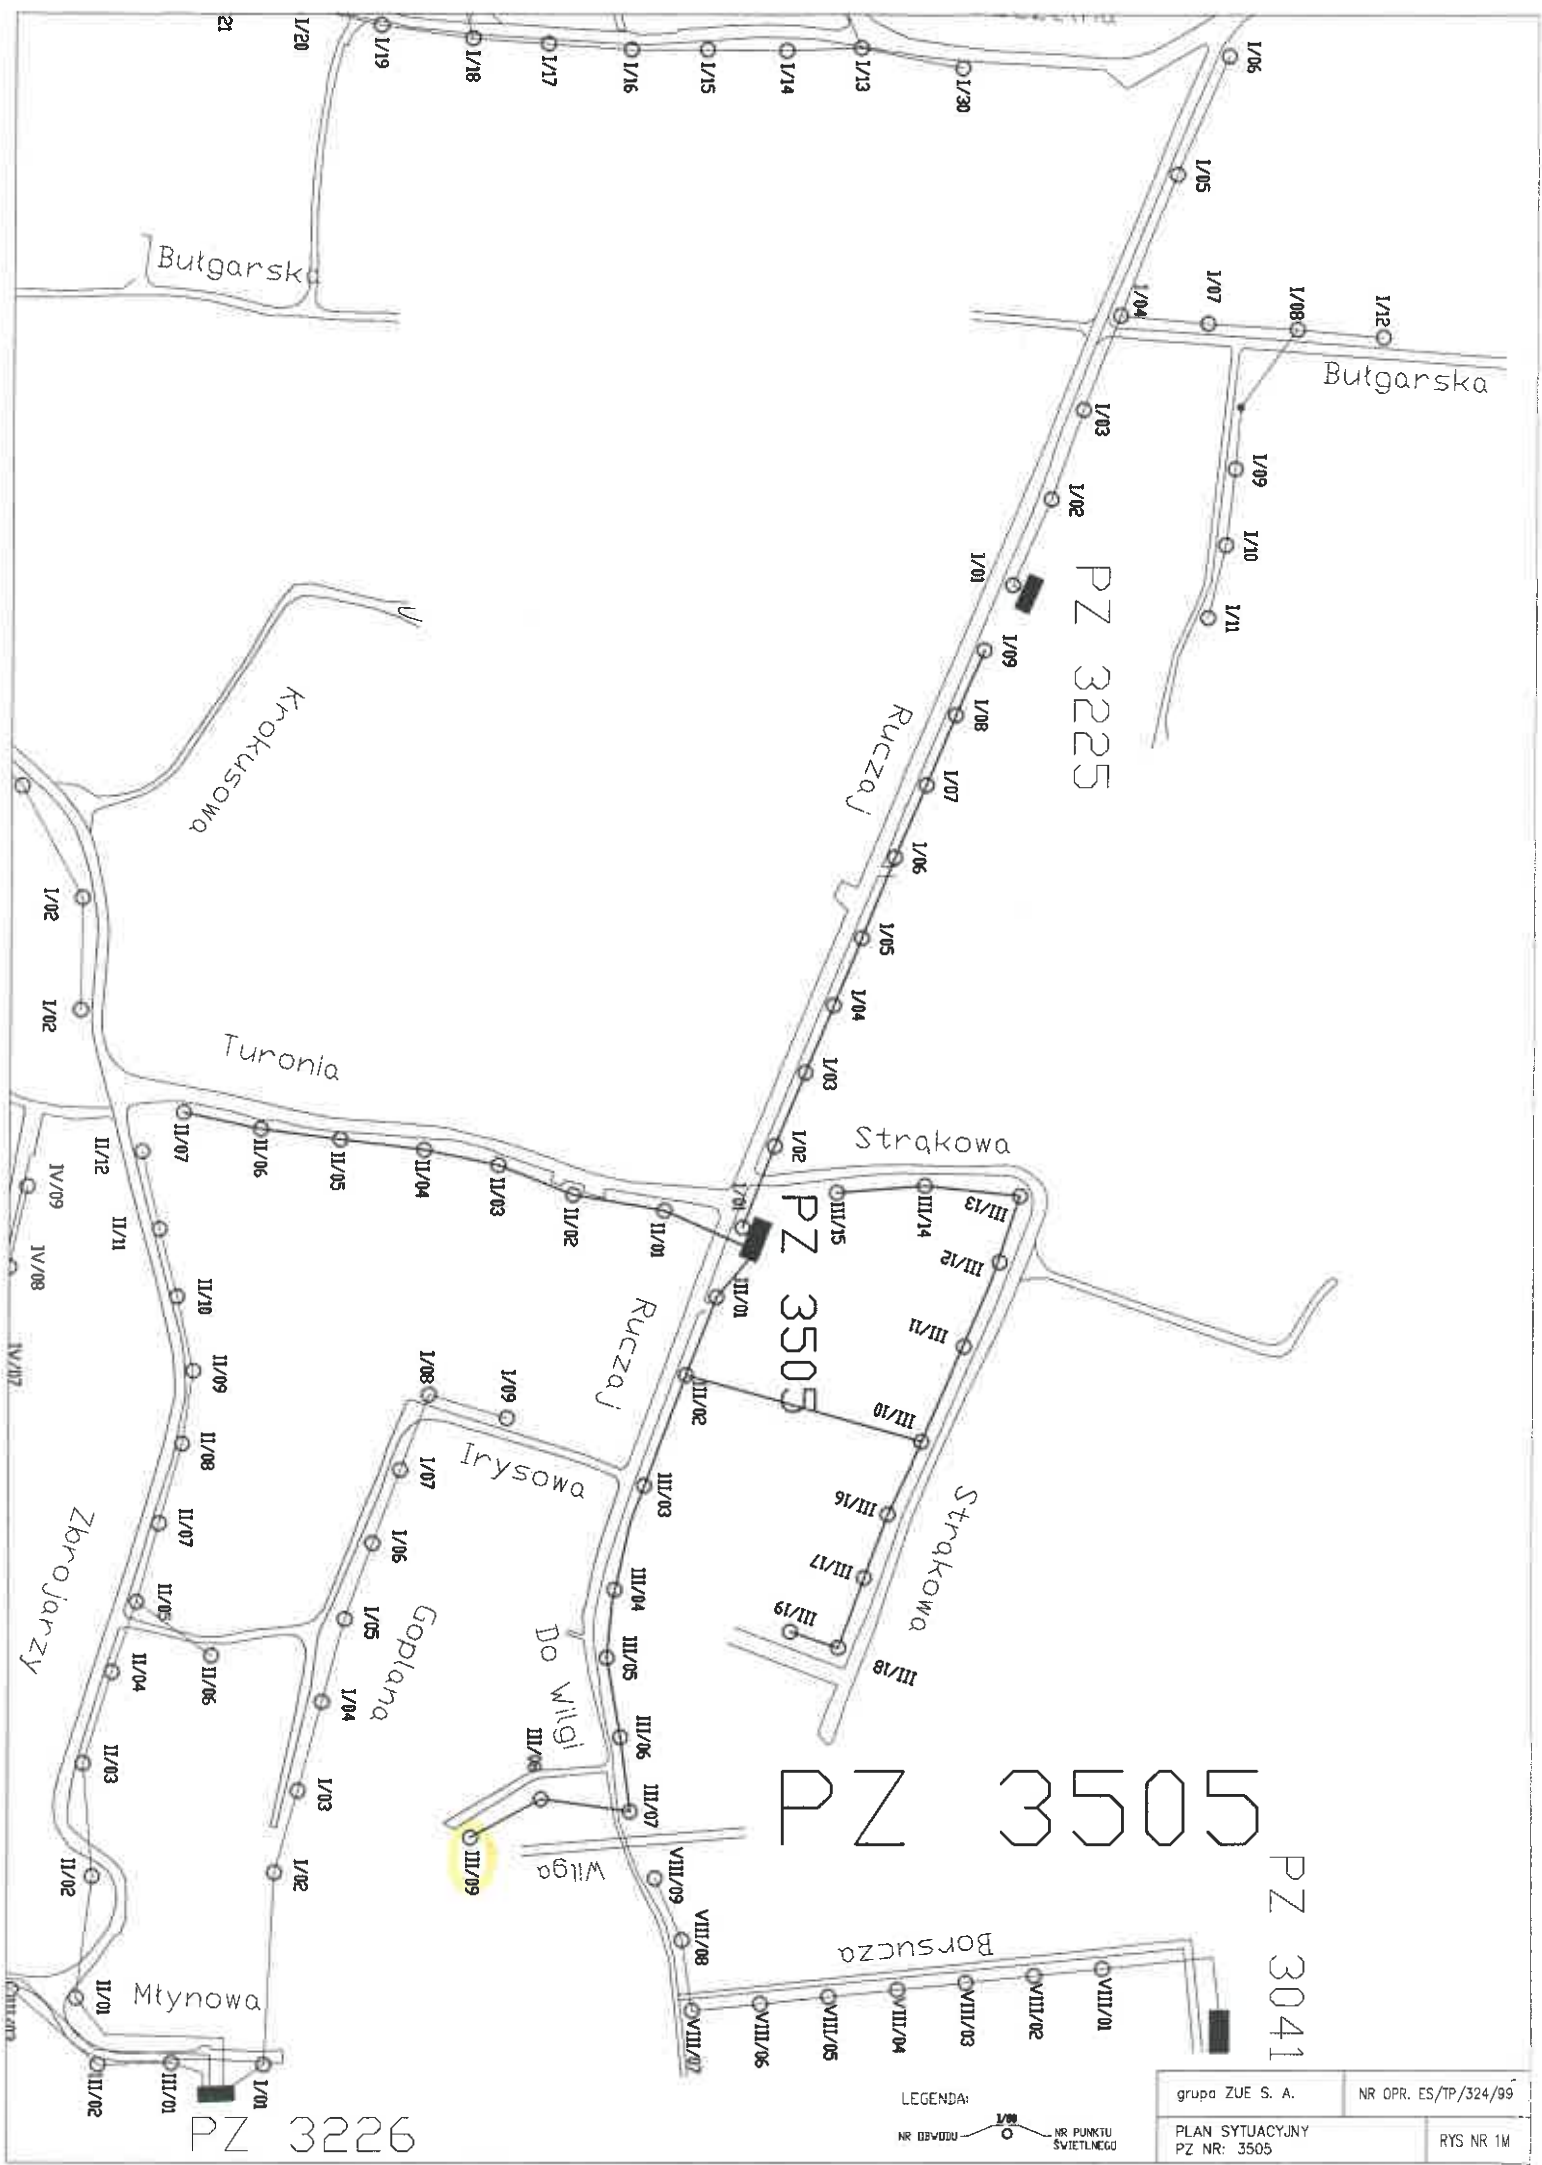 21
I/20
I/19
I/18
I/17
I/16
I/15
I/14
I/13
I/30
I/06
I/05
Bułgarska
I/04
I/07
I/08
I/12
Bułgarska
I/03
I/09
I/02
I/10
I/01
I/11
PZ 3225
I/09
Ruczaj
I/08
I/07
Krokusowa
I/06
I/02
I/05
I/02
I/04
Turonia
I/03
Strąkowa
I/02
II/12
II/07
II/06
II/05
II/04
II/03
II/02
II/01
I/01
PZ 3505
III/15
III/14
III/13
IV/09
II/11
III/12
IV/08
II/10
III/01
III/11
Ruczaj
IV/07
II/09
I/08
I/09
III/02
III/10
II/08
I/07
Irysowa
III/03
III/16
Strąkowa
Zbrojarzy
II/07
I/06
III/04
III/17
II/05
I/05
Goplana
Do Wilgi
III/05
III/19
III/18
II/04
II/06
I/04
III/06
III/08
II/03
I/03
III/07
PZ 3505
III/09
Wilga
II/02
I/02
VIII/09
VIII/08
Borsucza
PZ 3041
II/01
Młynowa
VIII/07
VIII/06
VIII/05
VIII/04
VIII/03
VIII/02
VIII/01
II/02
III/01
I/01
PZ 3226
LEGENDA:
I/00
NR OBWODU
NR PUNKTU
ŚWIETLNEGO
grupa ZUE S. A.
NR OPR. ES/TP/324/99
PLAN SYTUACYJNY
PZ NR: 3505
RYS NR 1M